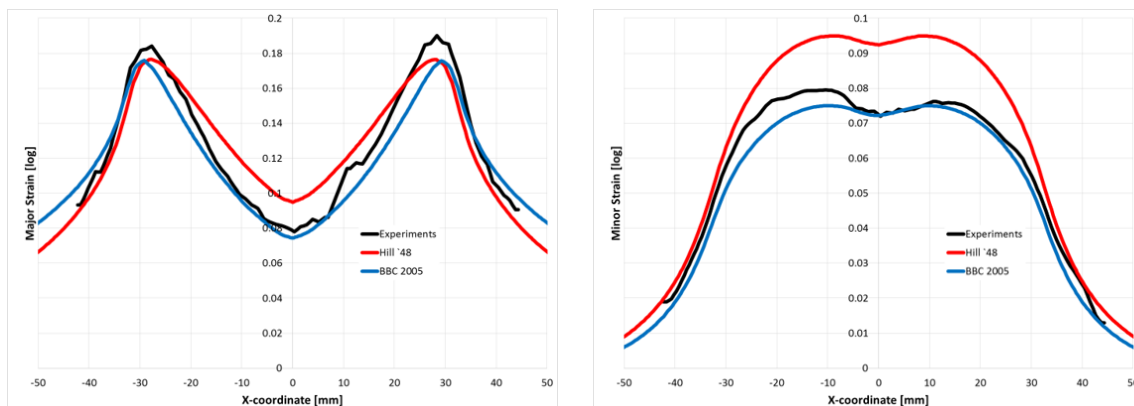 0.2
0.18
0.16
0.14
0.12
0.1
0.08
0.06
0.04
0.02
0
Major Strain [log]
Experiments
Hill `48
BBC 2005
-50 -40 -30 -20 -10 0 10 20 30 40 50
X-coordinate [mm]
0.1
0.09
0.08
0.07
0.06
0.05
0.04
0.03
0.02
0.01
0
Minor Strain [log]
Experiments
Hill `48
BBC 2005
-50 -40 -30 -20 -10 0 10 20 30 40 50
X-coordinate [mm]